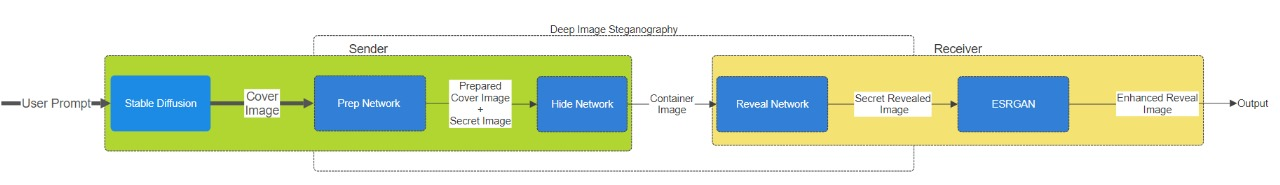 Deep Image Steganography
Sender
Receiver
User Prompt
Stable Diffusion
Cover
Image
Prep Network
Prepared
Cover Image
+
Secret Image
Hide Network
Container
Image
Reveal Network
Secret Revealed
Image
ESRGAN
Enhanced Reveal
Image
Output